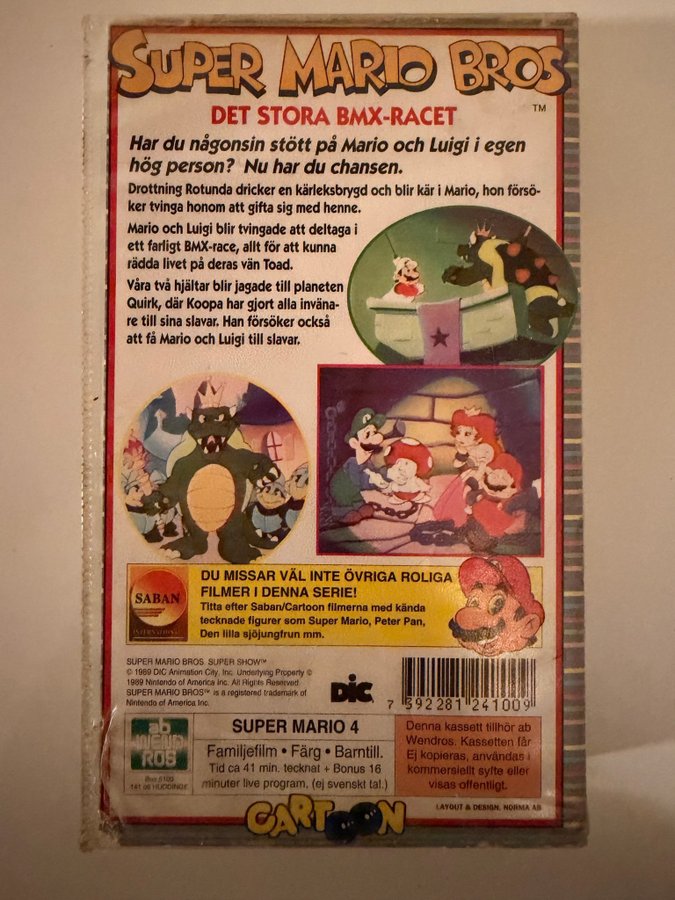 SUPER MARIO BROS
TM
DET STORA BMX-RACET
Har du någonsin stött på Mario och Luigi i egen
hög person? Nu har du chansen.
Drottning Rotunda dricker en kärleksbrygd och blir kär i Mario, hon försö-
ker tvinga honom att gifta sig med henne.
Mario och Luigi blir tvingade att deltaga i
ett farligt BMX-race, allt för att kunna
rädda livet på deras vän Toad.
Våra två hjältar blir jagade till planeten
Quirk, där Koopa har gjort alla invåna-
re till sina slavar. Han försöker också
att få Mario och Luigi till slavar.
SABAN
INTERNATIONAL
DU MISSAR VÄL INTE ÖVRIGA ROLIGA
FILMER I DENNA SERIE!
Titta efter Saban/Cartoon filmerna med kända
tecknade figurer som Super Mario, Peter Pan,
Den lilla sjöjungfrun mm.
SUPER MARIO BROS. SUPER SHOW™
© 1989 DIC Animation City, Inc. Underlying Property ©
1989 Nintendo of America Inc. All Rights Reserved.
SUPER MARIO BROS™ is a registered trademark of
Nintendo of America Inc.
DIC
7 392281 241009
ab
WENDROS
Box 5103
141 05 HUDDINGE
SUPER MARIO 4
Familjefilm • Färg • Barntill.
Tid ca 41 min. tecknat + Bonus 16
minuter live program, (ej svenskt tal.)
Denna kassett tillhör ab
Wendros. Kassetten får
Ej kopieras, användas i
kommersiellt syfte eller
visas offentligt.
LAYOUT & DESIGN, NORMA AB
CARTOON